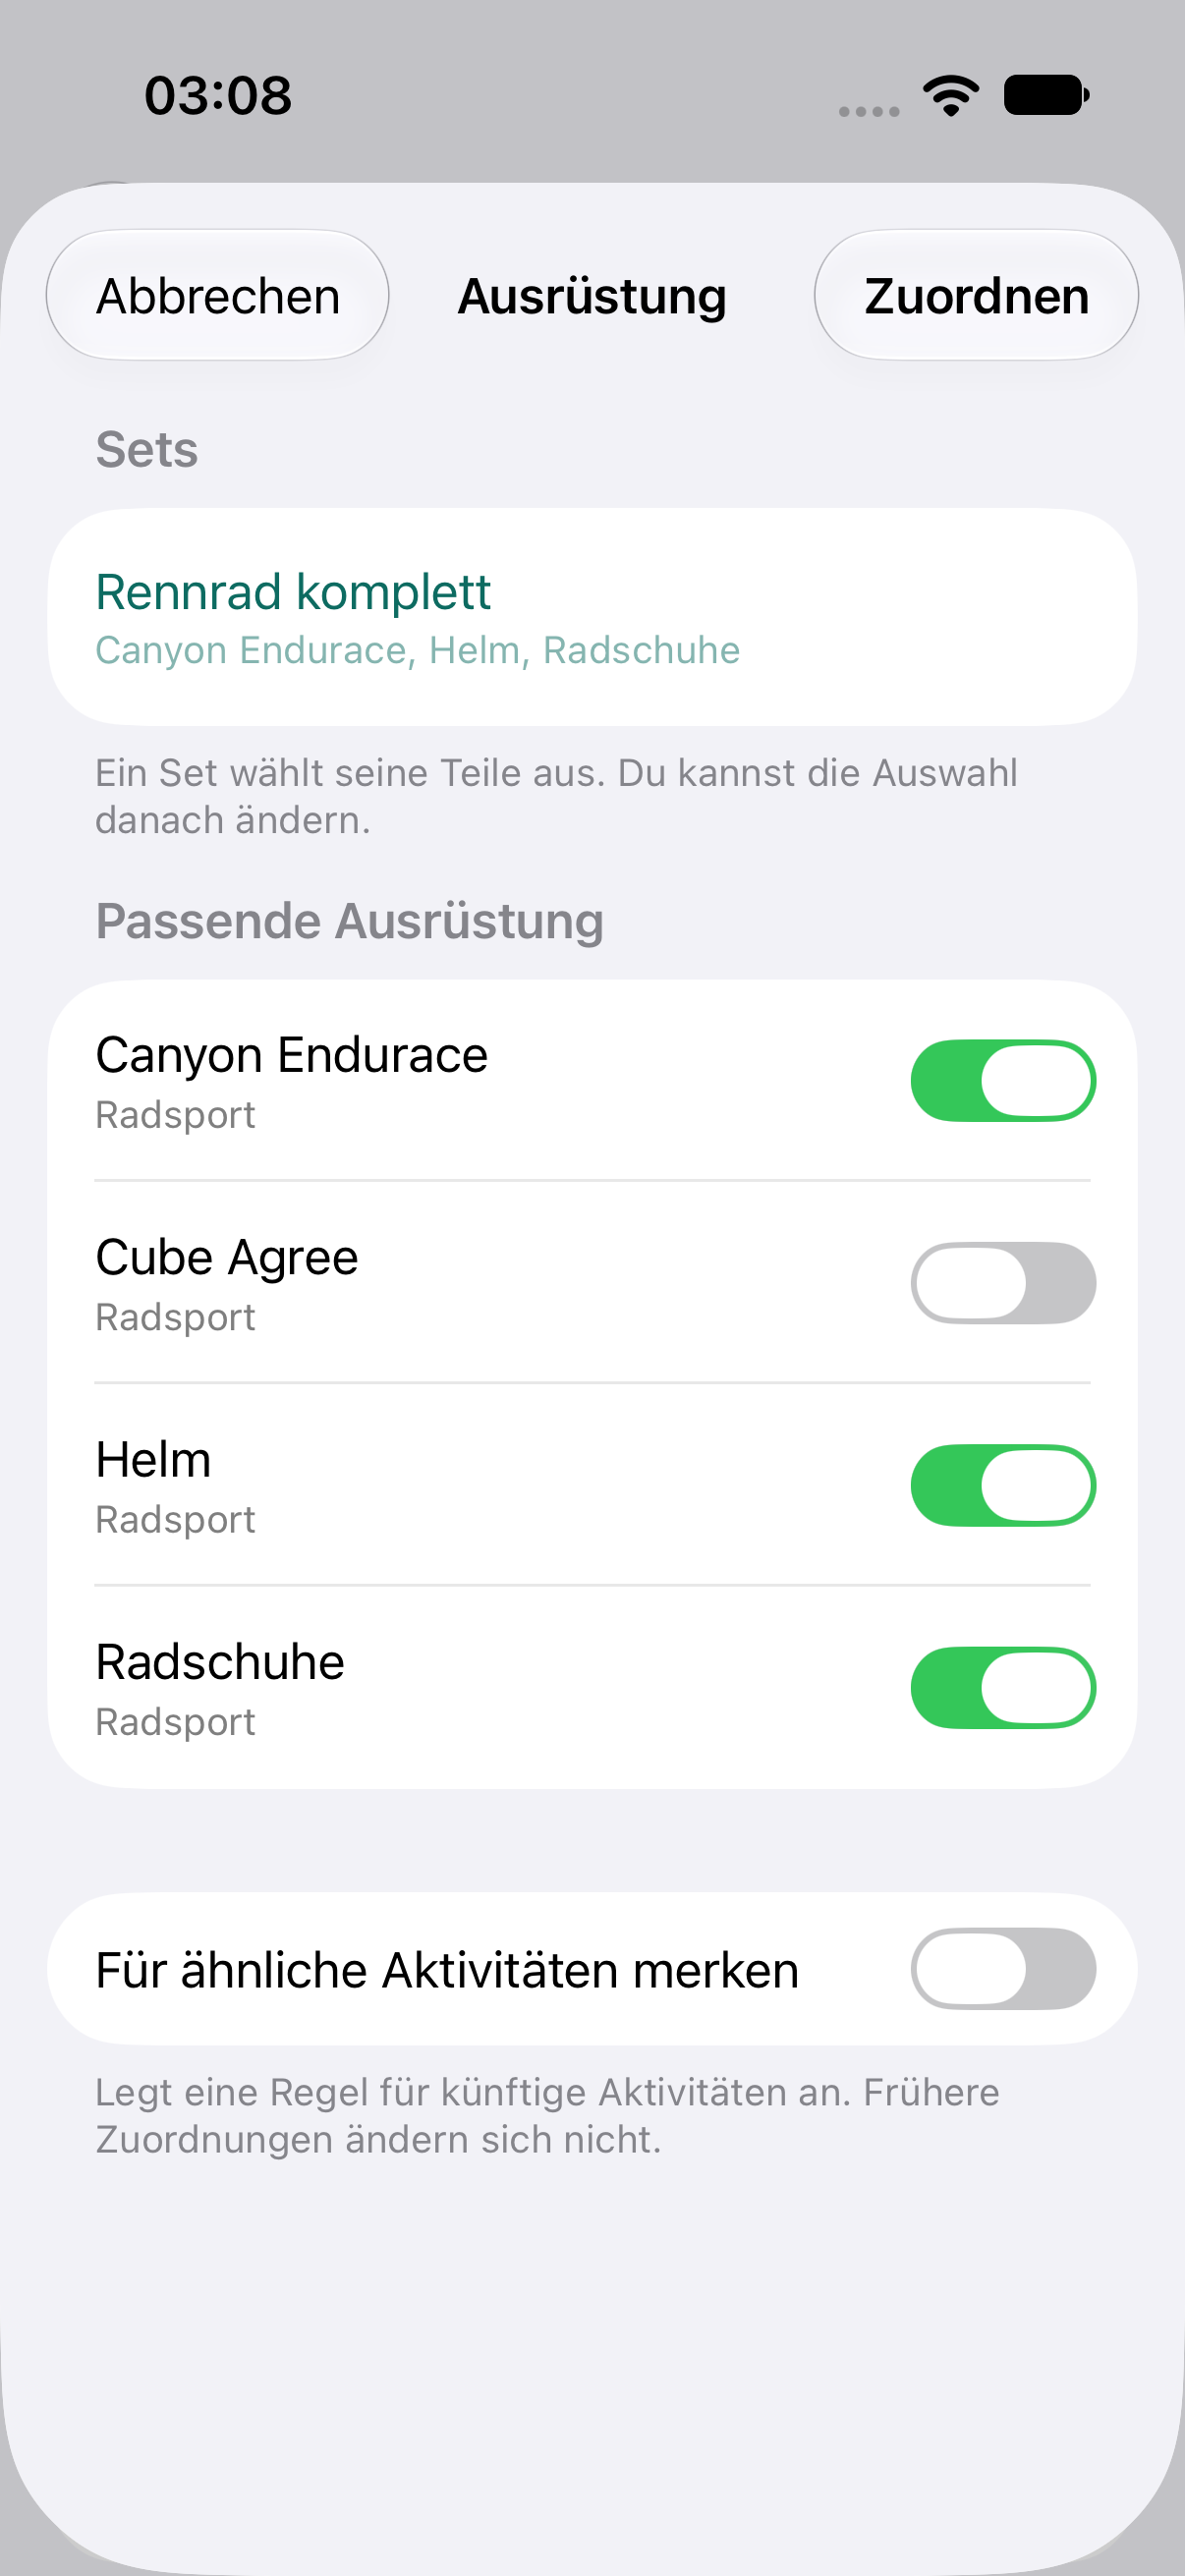 03:08
Abbrechen
Ausrüstung
Zuordnen
Sets
Rennrad komplett
Canyon Endurace, Helm, Radschuhe
Ein Set wählt seine Teile aus. Du kannst die Auswahl
danach ändern.
Passende Ausrüstung
Canyon Endurace
Radsport
Cube Agree
Radsport
Helm
Radsport
Radschuhe
Radsport
Für ähnliche Aktivitäten merken
Legt eine Regel für künftige Aktivitäten an. Frühere
Zuordnungen ändern sich nicht.